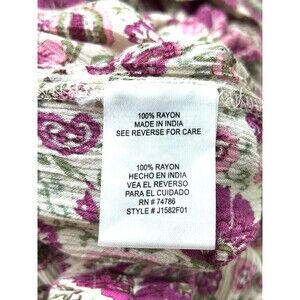 100% RAYON
MADE IN INDIA
SEE REVERSE FOR CARE
100% RAYON
HECHO EN INDIA
VEA EL REVERSO
PARA EL CUIDADO
RN # 74786
STYLE # J1582F01